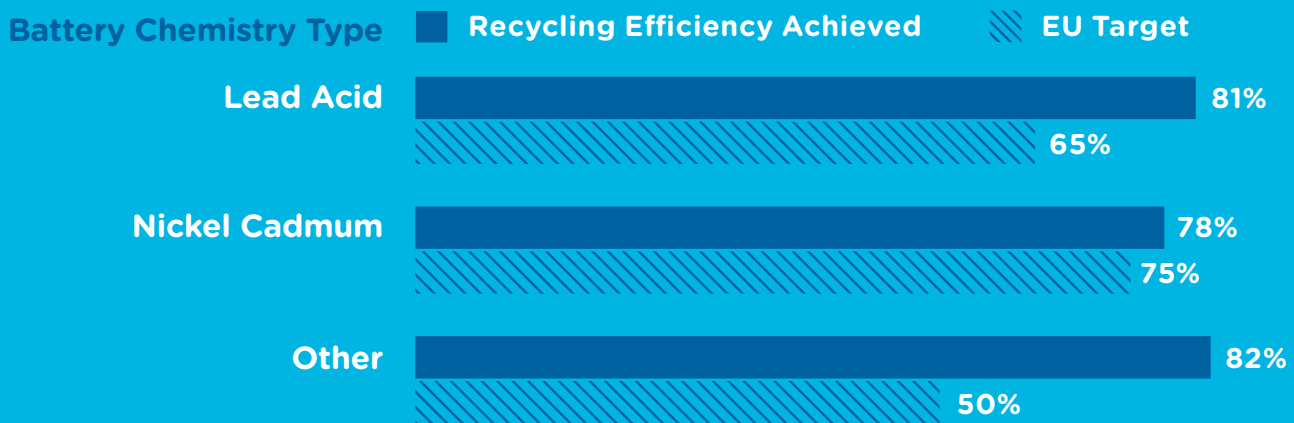 Battery Chemistry Type Recycling Efficiency Achieved EU Target
Lead Acid 81%
65%
Nickel Cadmum 78%
75%
Other 82%
50%